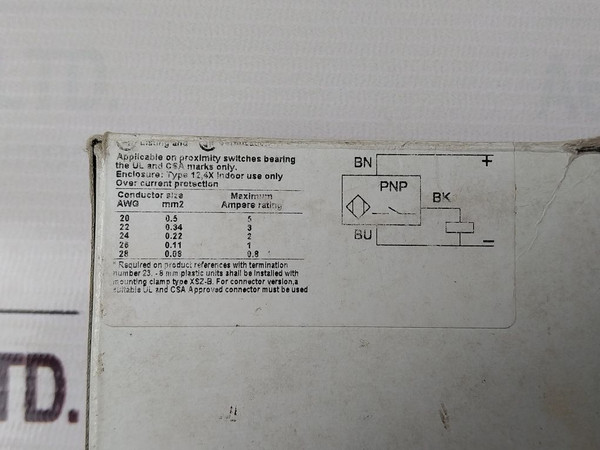 Listing and
Applicable on proximity switches bearing
the UL and CSA marks only.
Enclosure: Type 12,4X Indoor use only
Over current protection
Conductor size Maximum
AWG mm2 Ampere rating
20 0.5 5
22 0.34 3
24 0.22 2
26 0.11 1
28 0.08 0.8
* Required on product references with termination
number 23. - 8 mm plastic units shall be installed with
mounting clamp type XSZ-B. For connector version,a
suitable UL and CSA Approved connector must be used
BN +
PNP
BK
BU −
TD.